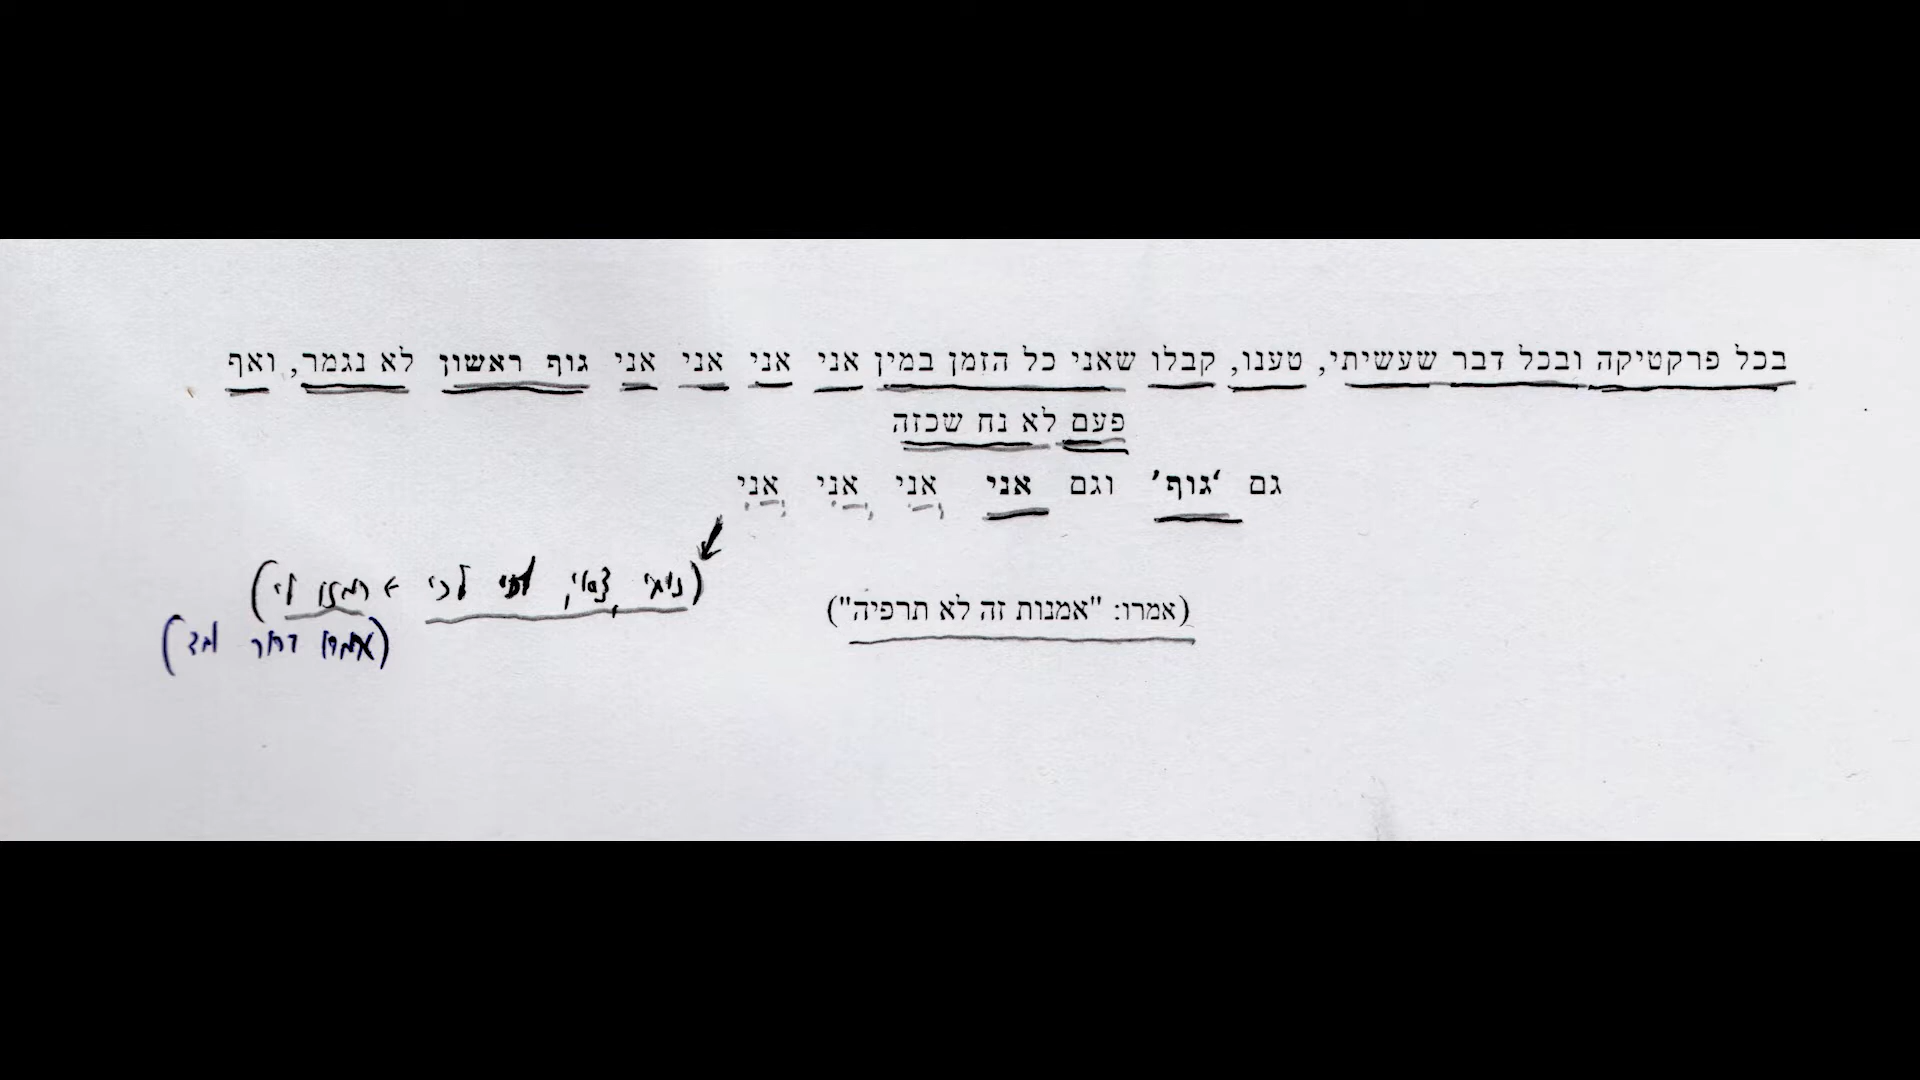 בכל פרקטיקה ובכל דבר שעשיתי, טענו, קבלו שאני כל הזמן במין אני אני אני אני גוף ראשון לא נגמר, ואף
פעם לא נח שכזה
גם 'גוף' וגם אני אני אני אני
(אמרו: "אמנות זה לא תרפיה")